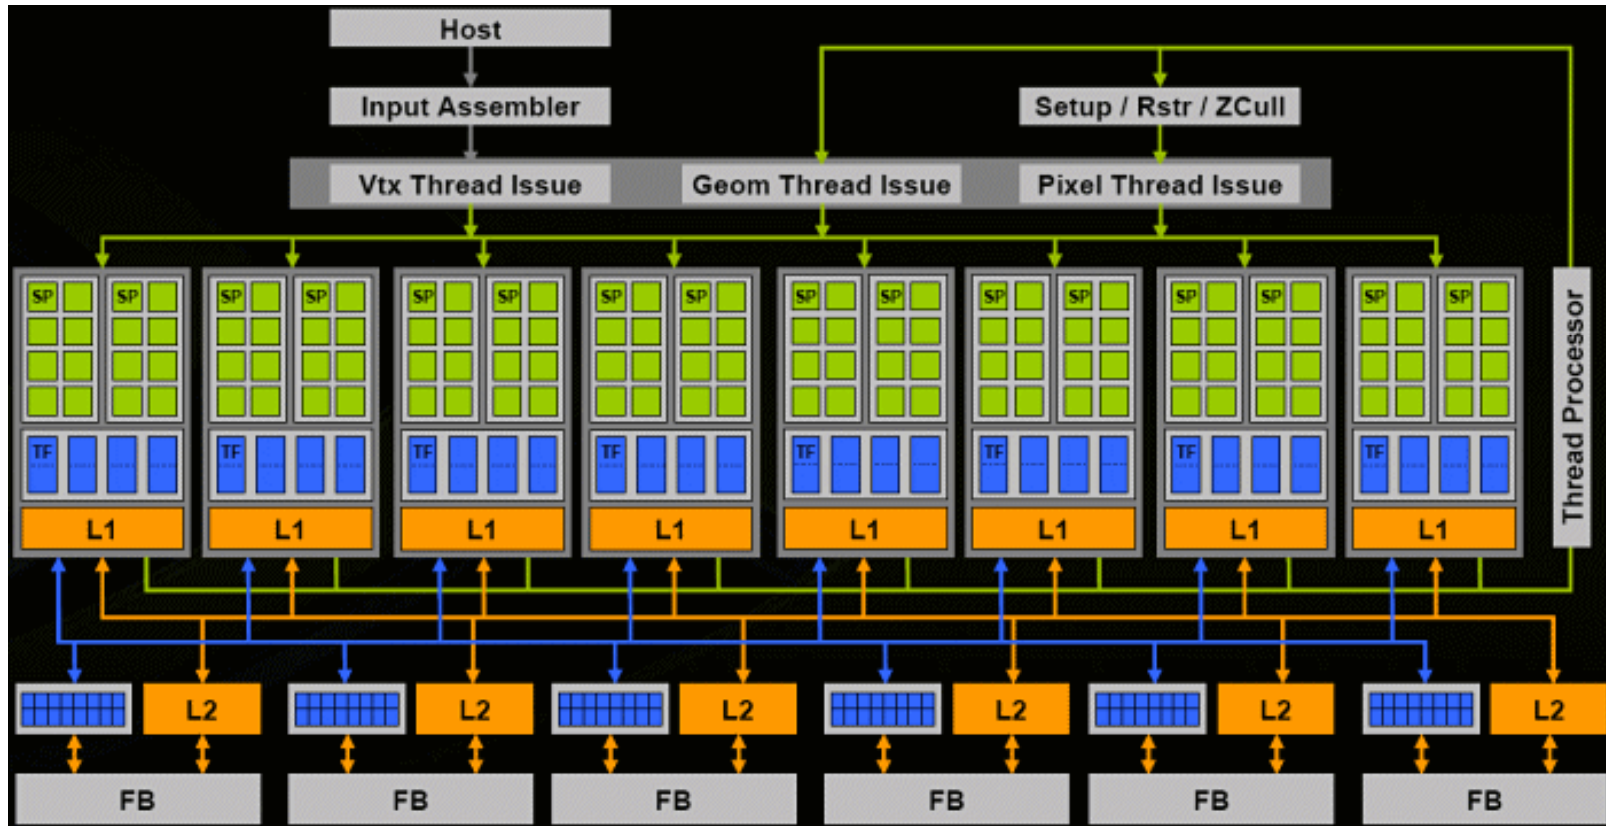 Host
Input Assembler
Setup / Rstr / ZCull
Vtx Thread Issue
Geom Thread Issue
Pixel Thread Issue
SP SP SP SP SP SP SP SP SP SP SP SP SP SP SP SP
TF TF TF TF TF TF TF TF
Thread Processor
L1 L1 L1 L1 L1 L1 L1 L1
L2 L2 L2 L2 L2 L2
FB FB FB FB FB FB